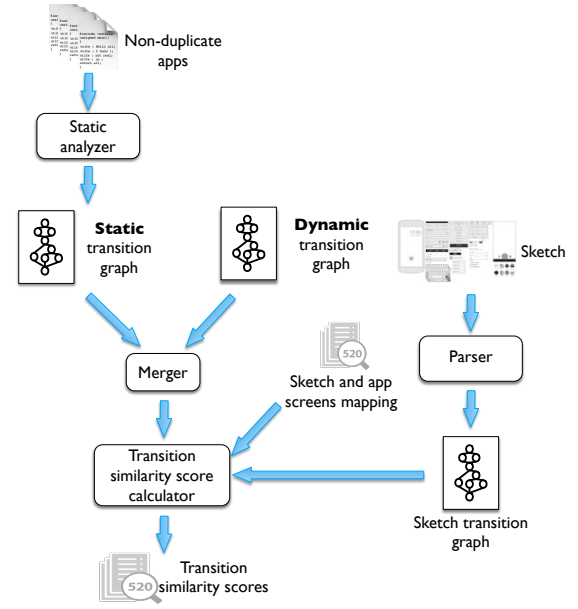 Non-duplicate
apps
Static
analyzer
Static
transition
graph
Dynamic
transition
graph
Sketch
Merger
520
Sketch and app
screens mapping
Parser
Transition
similarity score
calculator
Sketch transition
graph
520
Transition
similarity scores